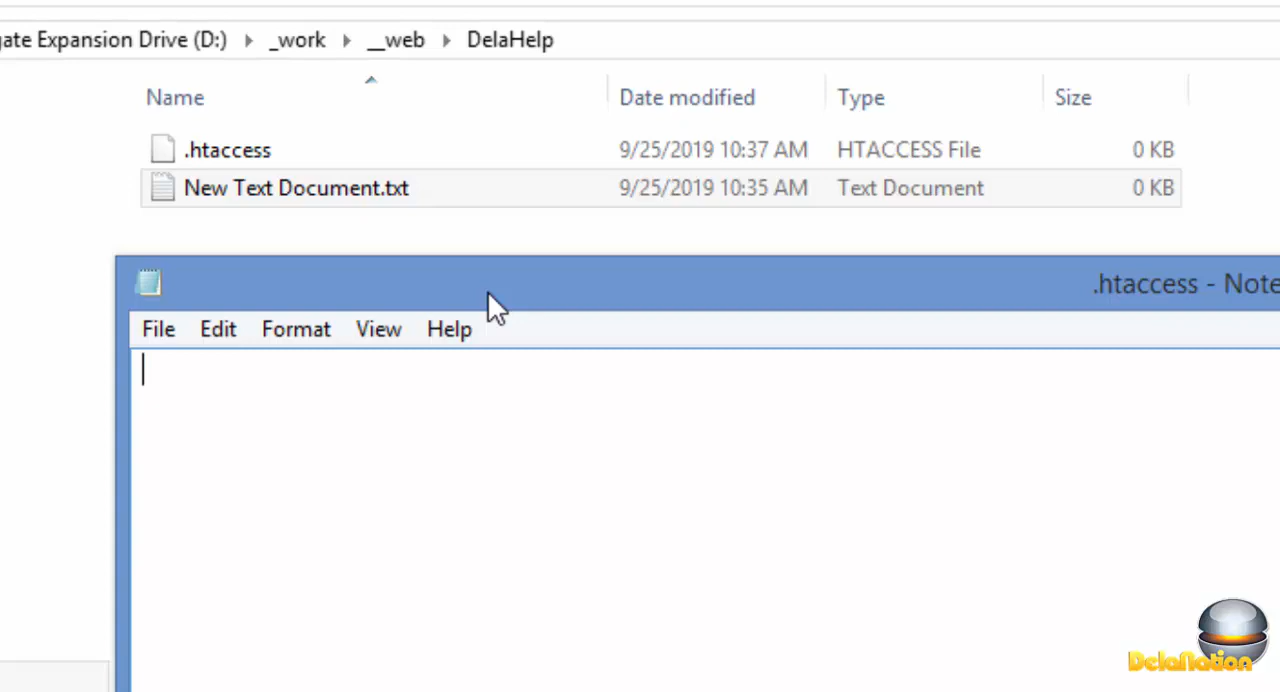 gate Expansion Drive (D:) _work __web DelaHelp
Name Date modified Type Size
.htaccess 9/25/2019 10:37 AM HTACCESS File 0 KB
New Text Document.txt 9/25/2019 10:35 AM Text Document 0 KB
.htaccess - Note
File Edit Format View Help
DelaNation